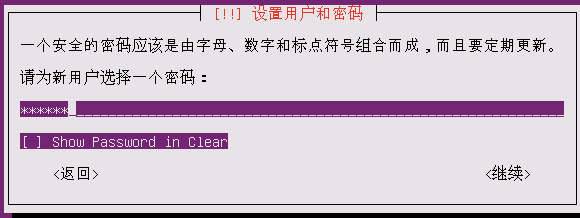 [!!] 设置用户和密码
一个安全的密码应该是由字母、数字和标点符号组合而成，而且要定期更新。
请为新用户选择一个密码：
******
[ ] Show Password in Clear
<返回> <继续>